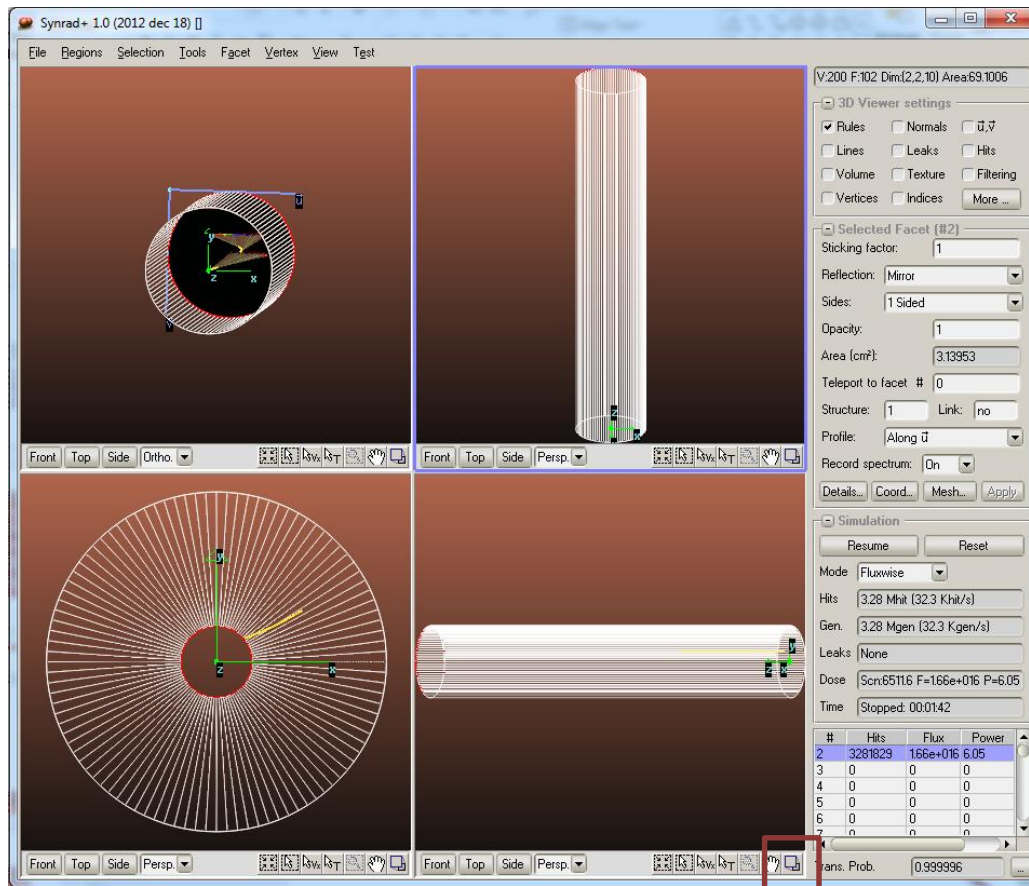 Synrad+ 1.0 (2012 dec 18) []
File Regions Selection Tools Facet Vertex View Test
V:200 F:102 Dim:(2,2,10) Area:69.1006
3D Viewer settings
Rules Normals u,v
Lines Leaks Hits
Volume Texture Filtering
Vertices Indices More ...
Selected Facet (#2)
Sticking factor: 1
Reflection: Mirror
Sides: 1 Sided
Opacity: 1
Area (cm²): 3.13953
Teleport to facet # 0
Structure: 1 Link: no
Profile: Along u
Record spectrum: On
Details... Coord... Mesh... Apply
Simulation
Resume Reset
Mode Fluxwise
Hits 3.28 Mhit (32.3 Khit/s)
Gen. 3.28 Mgen (32.3 Kgen/s)
Leaks None
Dose Scn:6511.6 F=1.66e+016 P=6.05
Time Stopped: 00:01:42
# Hits Flux Power
2 3281829 1.66e+016 6.05
3 0 0 0
4 0 0 0
5 0 0 0
6 0 0 0
7 0 0 0
Trans. Prob. 0.999996 ...
u
y
z x
v
Front Top Side Ortho.
z
x
Front Top Side Persp.
y
z x
Front Top Side Persp.
y
z x
Front Top Side Persp.